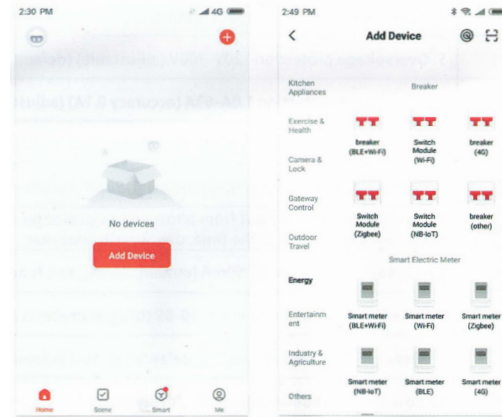 2:30 PM
4G
No devices
Add Device
Home
Scene
Smart
Me
2:49 PM
Add Device
Kitchen
Appliances
Exercise &
Health
Camera &
Lock
Gateway
Control
Outdoor
Travel
Energy
Entertainm
ent
Industry &
Agriculture
Others
Breaker
breaker
(BLE+Wi-Fi)
Switch
Module
(Wi-Fi)
breaker
(4G)
Switch
Module
(Zigbee)
Switch
Module
(NB-IoT)
breaker
(other)
Smart Electric Meter
Smart meter
(BLE+Wi-Fi)
Smart meter
(Wi-Fi)
Smart meter
(Zigbee)
Smart meter
(NB-IoT)
Smart meter
(BLE)
Smart meter
(4G)